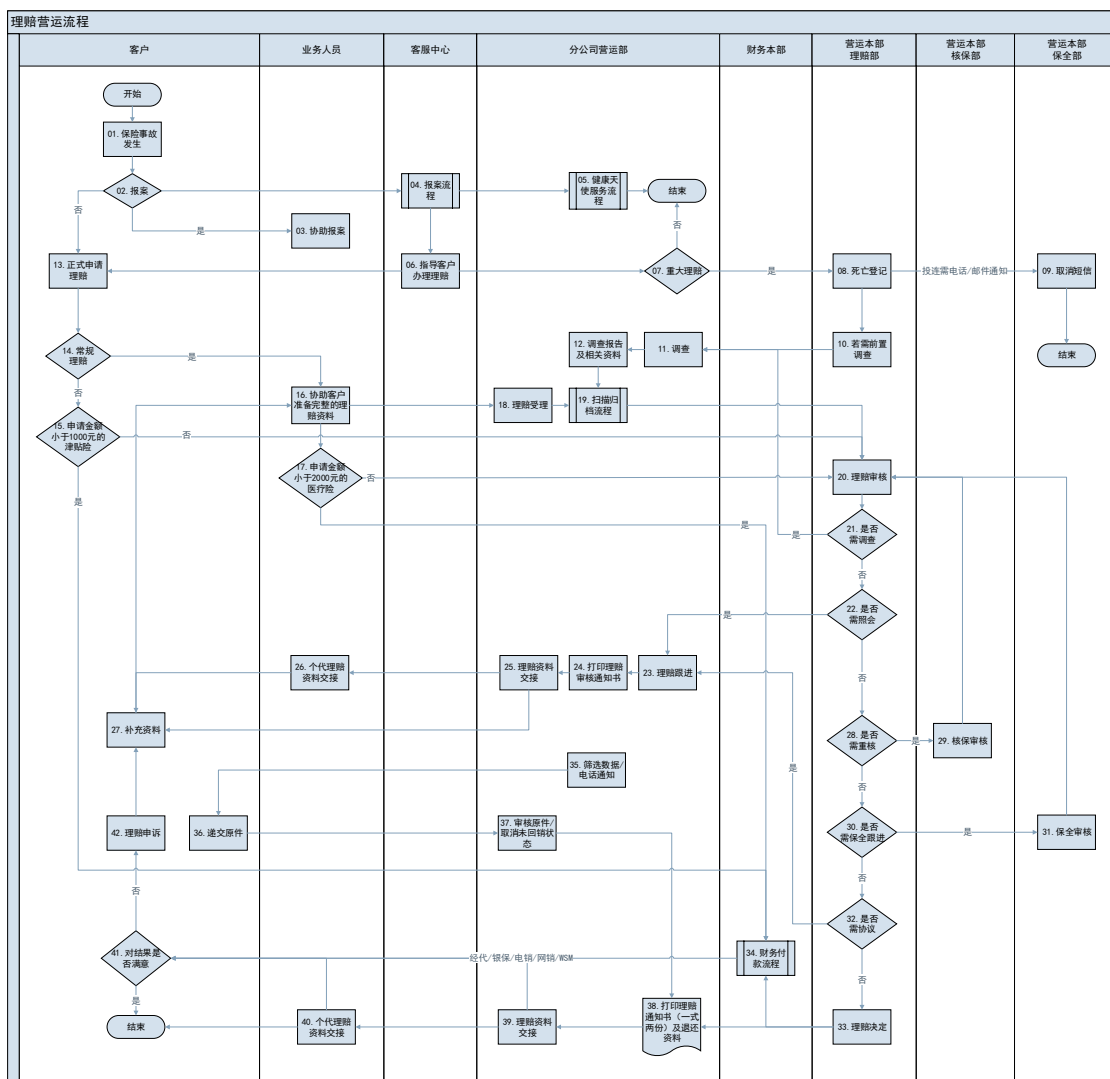 理赔营运流程
客户
业务人员
客服中心
分公司营运部
财务本部
营运本部
理赔部
营运本部
核保部
营运本部
保全部
开始
01. 保险事故
发生
02. 报案
04. 报案流
程
05. 健康天
使服务流
程
结束
否
是
03. 协助报案
否
13. 正式申请
理赔
06. 指导客户
办理理赔
07. 重大理赔
是
08. 死亡登记
投连需电话/邮件通知
09. 取消短信
14. 常规
理赔
是
12. 调查报告
及相关资料
11. 调查
10. 若需前置
调查
结束
否
16. 协助客户
准备完整的理
赔资料
18. 理赔受理
19. 扫描归
档流程
15. 申请金额
小于1000元的
津贴险
否
17. 申请金额
小于2000元的
医疗险
否
20. 理赔审核
是
是
是
21. 是否
需调查
否
是
22. 是否
需照会
26. 个代理赔
资料交接
25. 理赔资料
交接
24. 打印理赔
审核通知书
23. 理赔跟进
否
27. 补充资料
28. 是否
需重核
是
29. 核保审核
35. 筛选数据/
电话通知
是
否
42. 理赔申诉
36. 递交原件
37. 审核原件/
取消未回销状
态
30. 是否
需保全跟进
是
31. 保全审核
否
否
32. 是否
需协议
41. 对结果是
否满意
经代/银保/电销/网销/WSM
34. 财务付
款流程
否
是
结束
40. 个代理赔
资料交接
39. 理赔资料
交接
38. 打印理赔
通知书（一式
两份）及退还
资料
33. 理赔决定